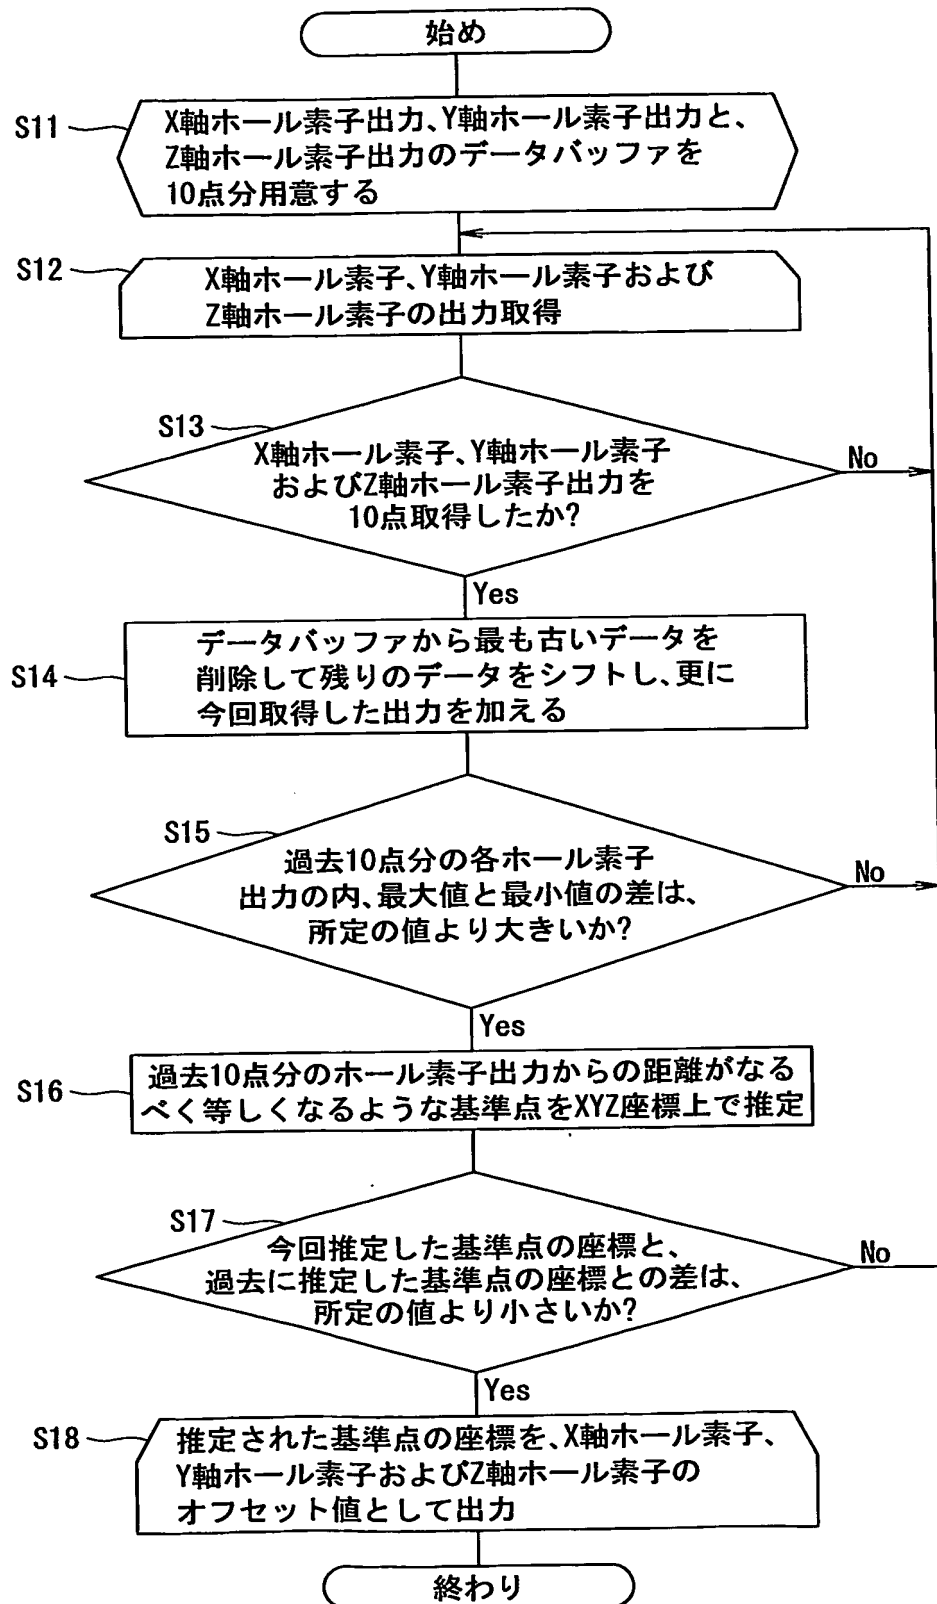 始め
S11
X軸ホール素子出力、Y軸ホール素子出力と、
Z軸ホール素子出力のデータバッファを
10点分用意する
S12
X軸ホール素子、Y軸ホール素子および
Z軸ホール素子の出力取得
S13
X軸ホール素子、Y軸ホール素子
およびZ軸ホール素子出力を
10点取得したか?
No
Yes
S14
データバッファから最も古いデータを
削除して残りのデータをシフトし、更に
今回取得した出力を加える
S15
過去10点分の各ホール素子
出力の内、最大値と最小値の差は、
所定の値より大きいか?
No
Yes
S16
過去10点分のホール素子出力からの距離がなる
べく等しくなるような基準点をXYZ座標上で推定
S17
今回推定した基準点の座標と、
過去に推定した基準点の座標との差は、
所定の値より小さいか?
No
Yes
S18
推定された基準点の座標を、X軸ホール素子、
Y軸ホール素子およびZ軸ホール素子の
オフセット値として出力
終わり